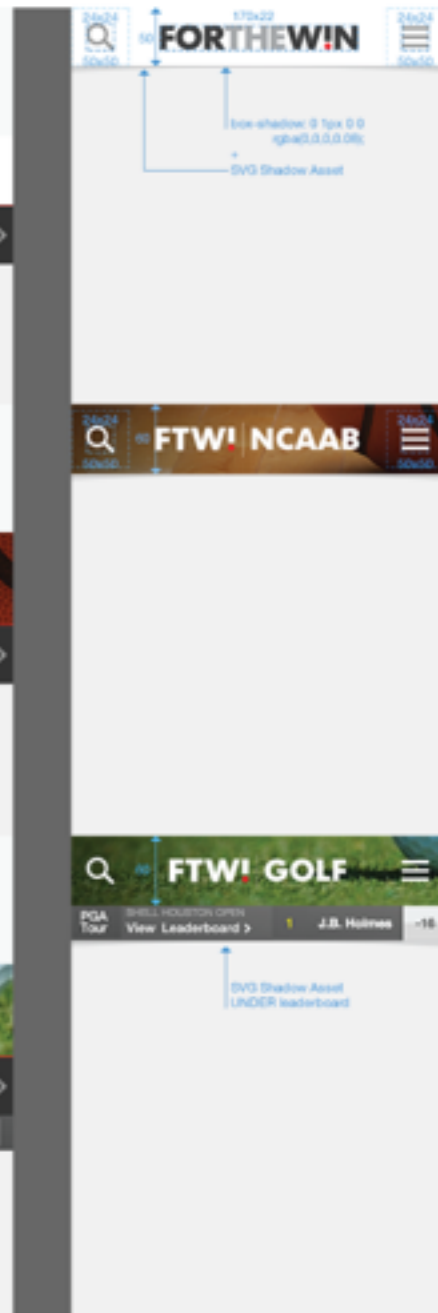 24x24
170x22
24x24
50
FORTHEW!N
50x50
50x50
box-shadow: 0 1px 0 0
rgba(0,0,0,0.08);
+
SVG Shadow Asset
24x24
24x24
60
FTW! NCAAB
50x50
50x50
FTW! GOLF
PGA
Tour
SHELL HOUSTON OPEN
View Leaderboard >
1
J.B. Holmes
-16
SVG Shadow Asset
UNDER leaderboard